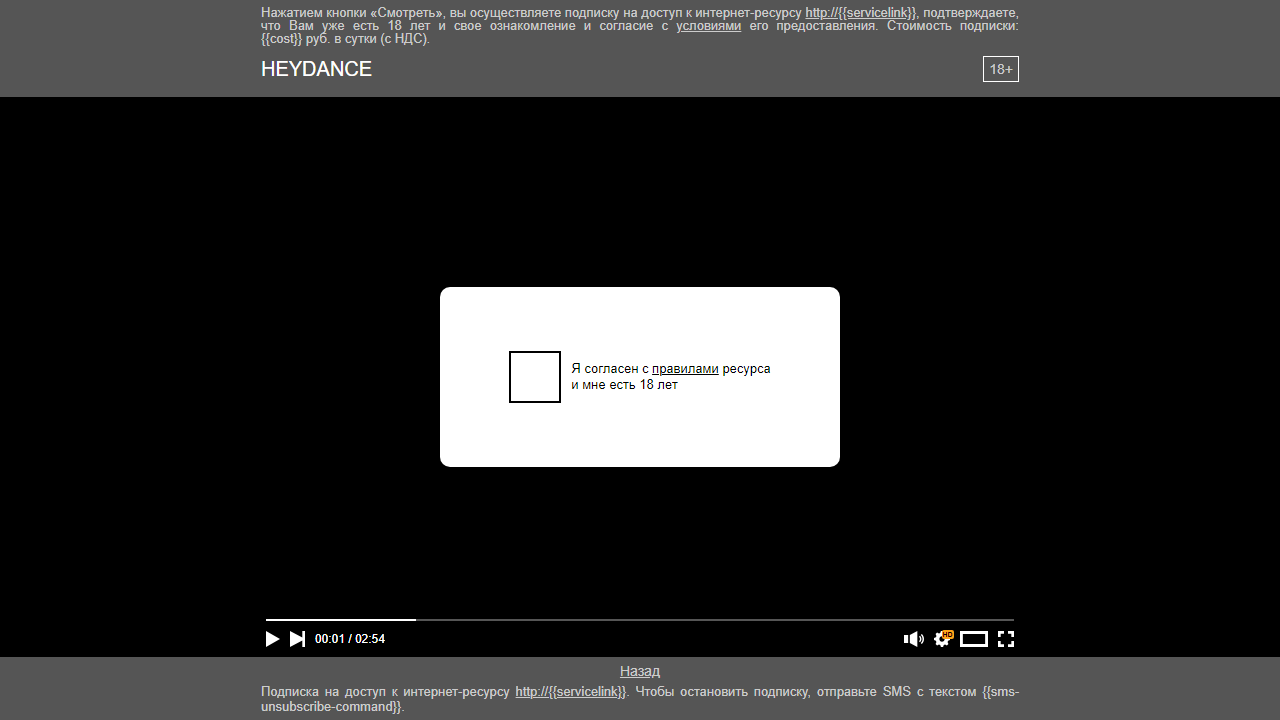 Нажатием кнопки «Смотреть», вы осуществляете подписку на доступ к интернет-ресурсу http://{{servicelink}}, подтверждаете,
что Вам уже есть 18 лет и свое ознакомление и согласие с условиями его предоставления. Стоимость подписки:
{{cost}} руб. в сутки (с НДС).
HEYDANCE
18+
Я согласен с правилами ресурса
и мне есть 18 лет
00:01 / 02:54
HD
Назад
Подписка на доступ к интернет-ресурсу http://{{servicelink}}. Чтобы остановить подписку, отправьте SMS с текстом {{sms-
unsubscribe-command}}.